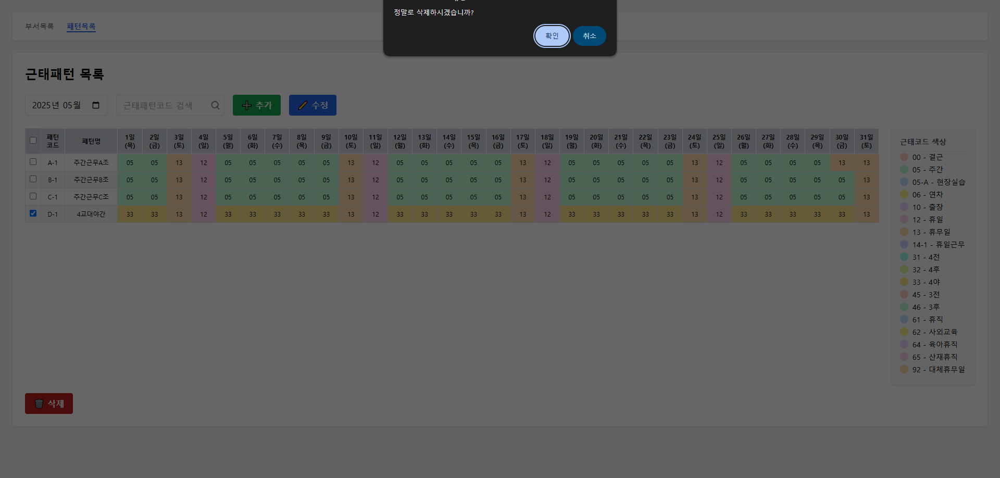 정말로 삭제하시겠습니까?
확인 취소
부서목록 패턴목록
근태패턴 목록
2025년 05월 근태패턴코드 검색 추가 수정
패턴코드 패턴명 1일(목) 2일(금) 3일(토) 4일(일) 5일(월) 6일(화) 7일(수) 8일(목) 9일(금) 10일(토) 11일(일) 12일(월) 13일(화) 14일(수) 15일(목) 16일(금) 17일(토) 18일(일) 19일(월) 20일(화) 21일(수) 22일(목) 23일(금) 24일(토) 25일(일) 26일(월) 27일(화) 28일(수) 29일(목) 30일(금) 31일(토)
A-1 주간근무A조 05 05 13 12 05 05 05 05 05 13 12 05 05 05 05 05 13 12 05 05 05 05 05 13 12 05 05 05 05 13 13
B-1 주간근무B조 05 05 13 12 05 05 05 05 05 13 12 05 05 05 05 05 13 12 05 05 05 05 05 13 12 05 05 05 05 05 13
C-1 주간근무C조 05 05 13 12 05 05 05 05 05 13 12 05 05 05 05 05 13 12 05 05 05 05 05 13 12 05 05 05 05 05 13
D-1 4교대야간 33 33 13 12 33 33 33 33 33 13 12 33 33 33 33 33 13 12 33 33 33 33 33 13 12 33 33 33 33 33 13
근태코드 색상
00 - 결근
05 - 주간
05-A - 현장실습
06 - 연차
10 - 출장
12 - 휴일
13 - 휴무일
14-1 - 휴일근무
31 - 4전
32 - 4후
33 - 4야
45 - 3전
46 - 3후
61 - 휴직
62 - 사외교육
64 - 육아휴직
65 - 산재휴직
92 - 대체휴무일
삭제